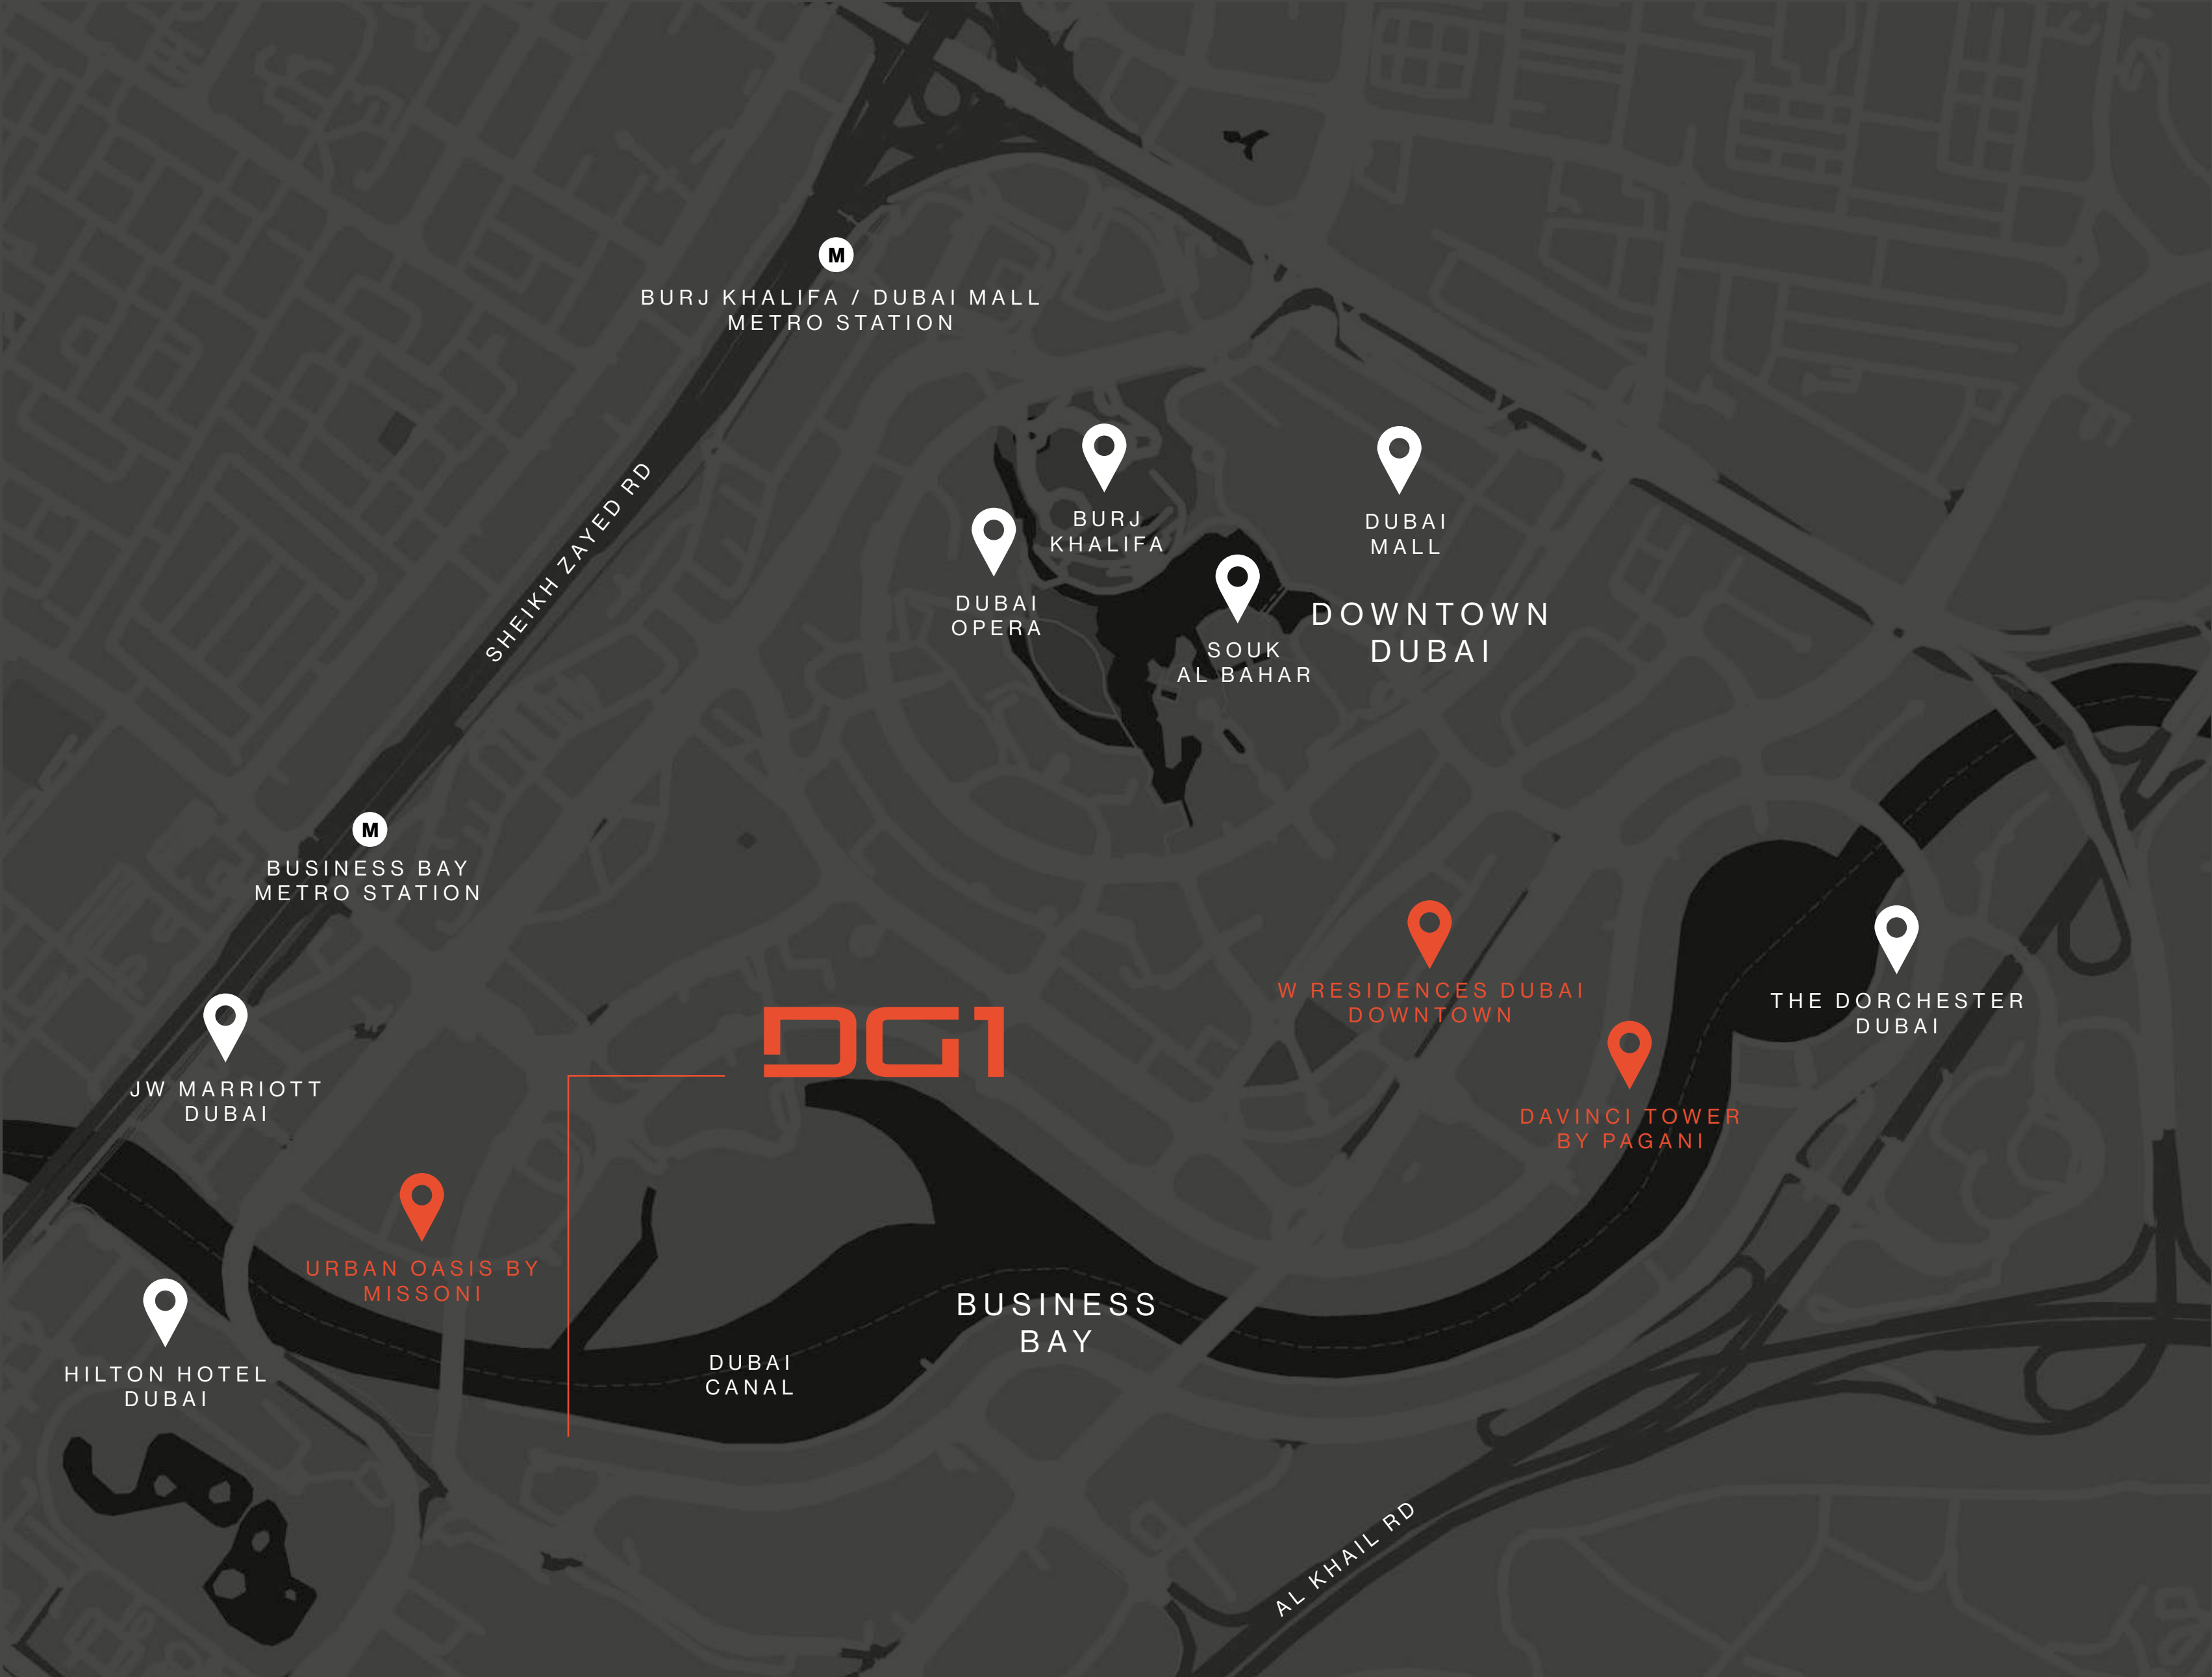 M
BURJ KHALIFA / DUBAI MALL
METRO STATION
SHEIKH ZAYED RD
BURJ
KHALIFA
DUBAI
MALL
DUBAI
OPERA
SOUK
AL BAHAR
DOWNTOWN
DUBAI
M
BUSINESS BAY
METRO STATION
W RESIDENCES DUBAI
DOWNTOWN
THE DORCHESTER
DUBAI
DG1
JW MARRIOTT
DUBAI
DAVINCI TOWER
BY PAGANI
URBAN OASIS BY
MISSONI
BUSINESS
BAY
DUBAI
CANAL
HILTON HOTEL
DUBAI
AL KHAIL RD